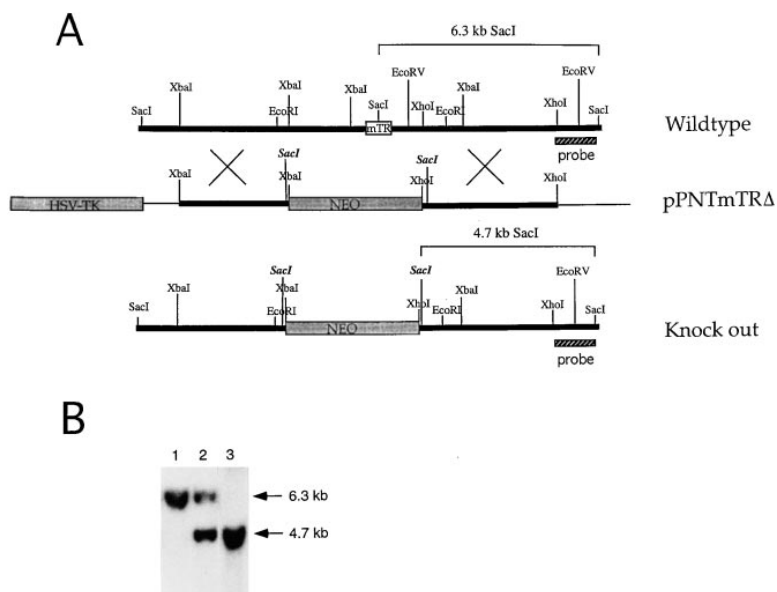 A
6.3 kb SacI
SacI XbaI EcoRI XbaI XbaI SacI EcoRV XhoI EcoRI XbaI XhoI EcoRV SacI
mTR
Wildtype
probe
XbaI SacI XbaI XhoI SacI XhoI
HSV-TK
NEO
pPNTmTRΔ
4.7 kb SacI
SacI XbaI EcoRI SacI XbaI XhoI SacI EcoRI XbaI XhoI EcoRV SacI
NEO
Knock out
probe
B
1 2 3
6.3 kb
4.7 kb